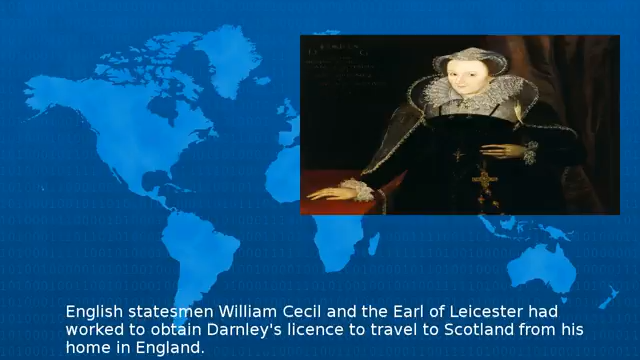 English statesmen William Cecil and the Earl of Leicester had
worked to obtain Darnley's licence to travel to Scotland from his
home in England.